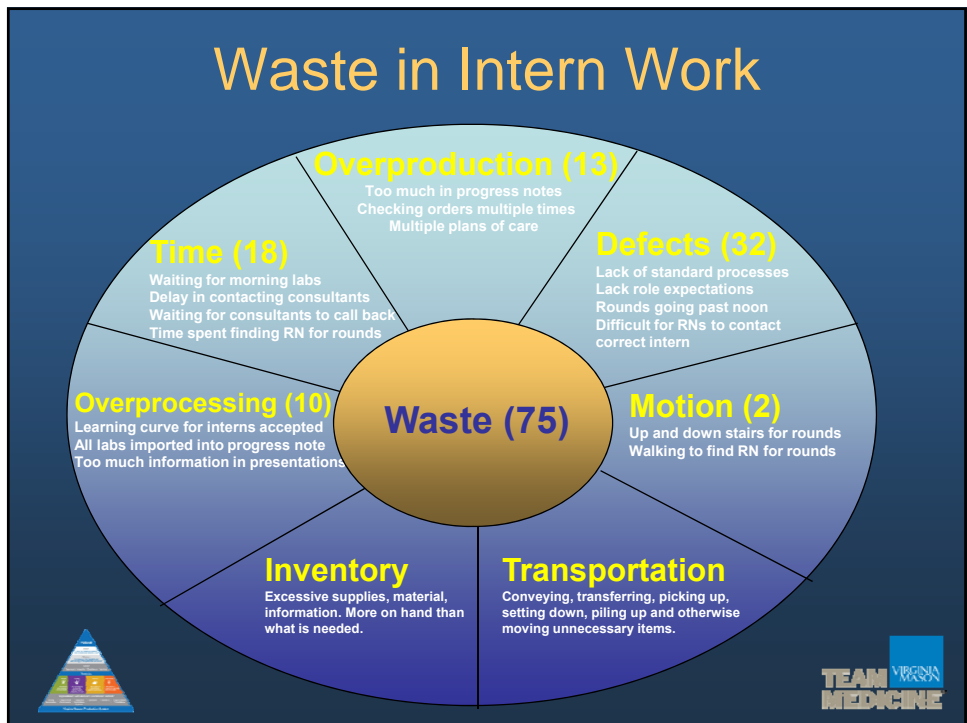 Waste in Intern Work
Overproduction (13)
Too much in progress notes
Checking orders multiple times
Multiple plans of care
Defects (32)
Lack of standard processes
Lack role expectations
Rounds going past noon
Difficult for RNs to contact
correct intern
Time (18)
Waiting for morning labs
Delay in contacting consultants
Waiting for consultants to call back
Time spent finding RN for rounds
Waste (75)
Overprocessing (10)
Learning curve for interns accepted
All labs imported into progress note
Too much information in presentations
Motion (2)
Up and down stairs for rounds
Walking to find RN for rounds
Inventory
Excessive supplies, material,
information. More on hand than
what is needed.
Transportation
Conveying, transferring, picking up,
setting down, piling up and otherwise
moving unnecessary items.
TEAM
MEDICINE
VIRGINIA
MASON